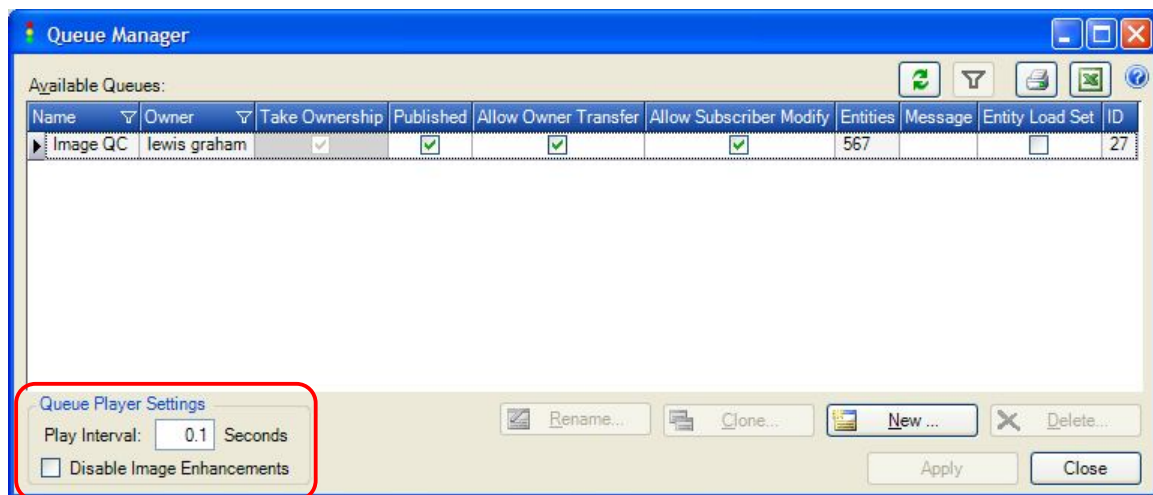 Queue Manager
Available Queues:
Name Owner Take Ownership Published Allow Owner Transfer Allow Subscriber Modify Entities Message Entity Load Set ID
Image QC lewis graham 567 27
Queue Player Settings
Play Interval: 0.1 Seconds
Disable Image Enhancements
Rename... Clone... New ... Delete...
Apply Close